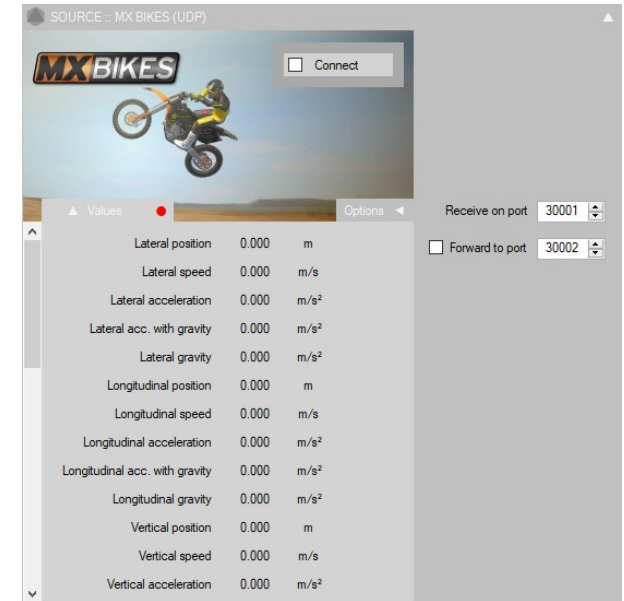 SOURCE :: MX BIKES (UDP)
MX BIKES
Connect
Values
Options
Receive on port 30001
Forward to port 30002
Lateral position 0.000 m
Lateral speed 0.000 m/s
Lateral acceleration 0.000 m/s²
Lateral acc. with gravity 0.000 m/s²
Lateral gravity 0.000 m/s²
Longitudinal position 0.000 m
Longitudinal speed 0.000 m/s
Longitudinal acceleration 0.000 m/s²
Longitudinal acc. with gravity 0.000 m/s²
Longitudinal gravity 0.000 m/s²
Vertical position 0.000 m
Vertical speed 0.000 m/s
Vertical acceleration 0.000 m/s²